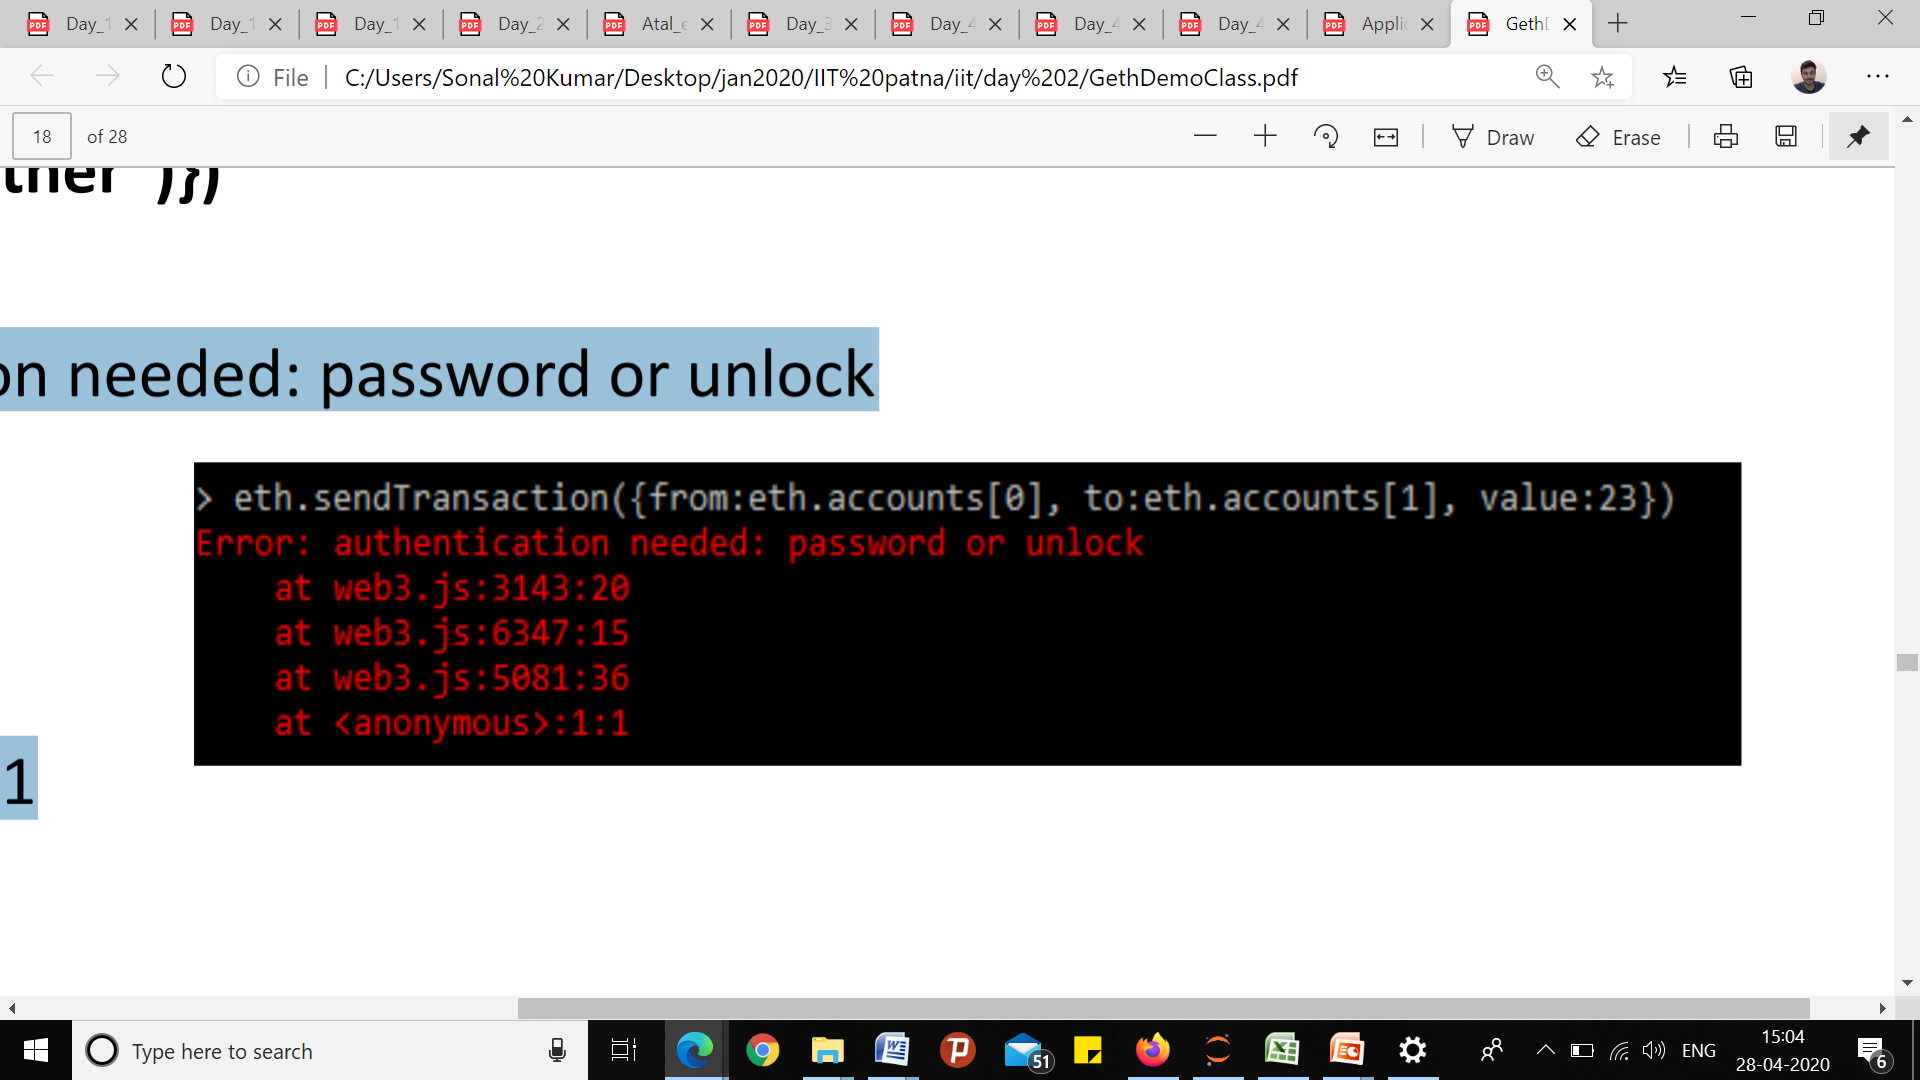 Day_1 Day_1 Day_1 Day_2 Atal_e Day_3 Day_4 Day_4 Day_4 Applic Geth
File C:/Users/Sonal%20Kumar/Desktop/jan2020/IIT%20patna/iit/day%202/GethDemoClass.pdf
18 of 28 Draw Erase
ther")})
on needed: password or unlock
> eth.sendTransaction({from:eth.accounts[0], to:eth.accounts[1], value:23})
Error: authentication needed: password or unlock
at web3.js:3143:20
at web3.js:6347:15
at web3.js:5081:36
at <anonymous>:1:1
1
Type here to search
51
ENG
15:04
28-04-2020
6